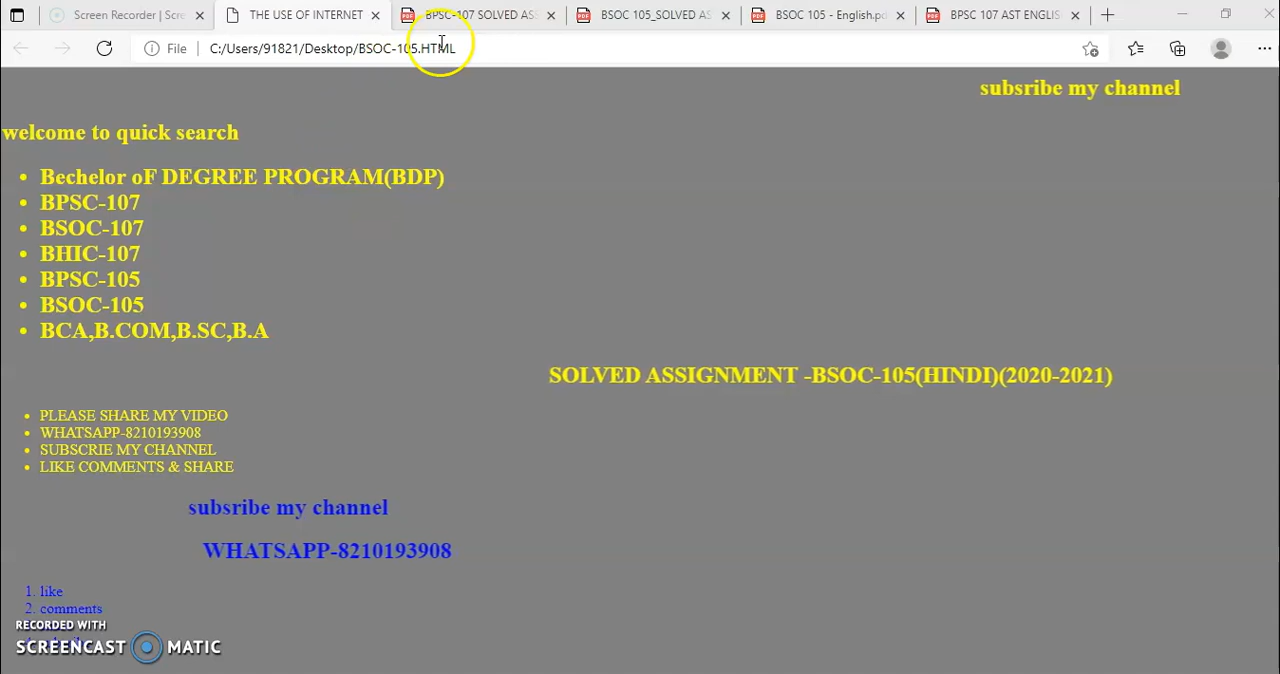 Screen Recorder | Scre
THE USE OF INTERNET
BPSC-107 SOLVED ASS
BSOC 105_SOLVED A
BSOC 105 - English.pd
BPSC 107 AST ENGLIS
File
C:/Users/91821/Desktop/BSOC-105.HTML
subsribe my channel
welcome to quick search
• Bechelor oF DEGREE PROGRAM(BDP)
• BPSC-107
• BSOC-107
• BHIC-107
• BPSC-105
• BSOC-105
• BCA,B.COM,B.SC,B.A
SOLVED ASSIGNMENT -BSOC-105(HINDI)(2020-2021)
• PLEASE SHARE MY VIDEO
• WHATSAPP-8210193908
• SUBSCRIE MY CHANNEL
• LIKE COMMENTS & SHARE
subsribe my channel
WHATSAPP-8210193908
1. like
2. comments
RECORDED WITH
SCREENCAST MATIC